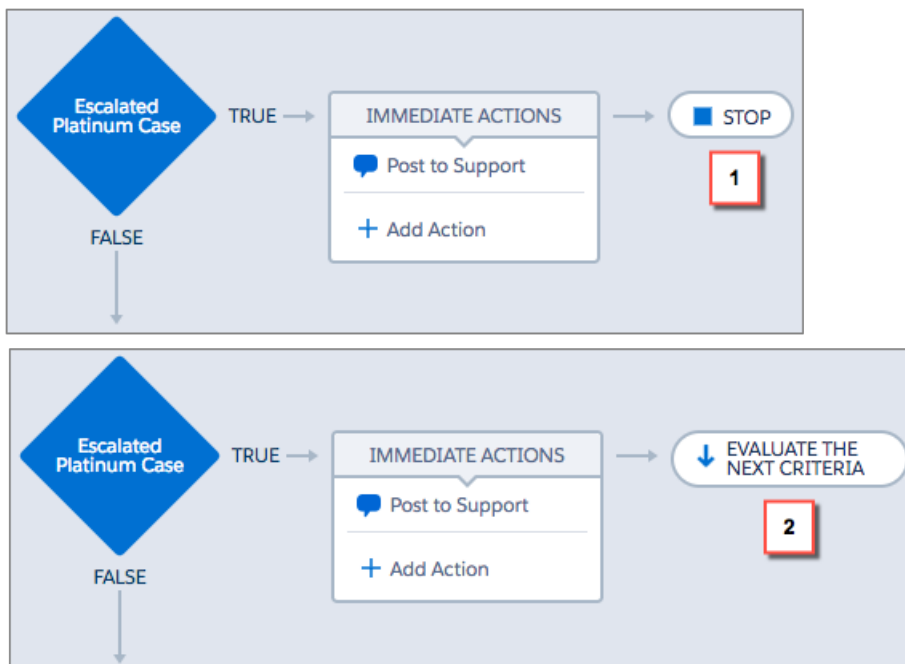 Escalated
Platinum Case
TRUE
IMMEDIATE ACTIONS
STOP
Post to Support
1
Add Action
FALSE
Escalated
Platinum Case
TRUE
IMMEDIATE ACTIONS
EVALUATE THE
NEXT CRITERIA
Post to Support
2
Add Action
FALSE